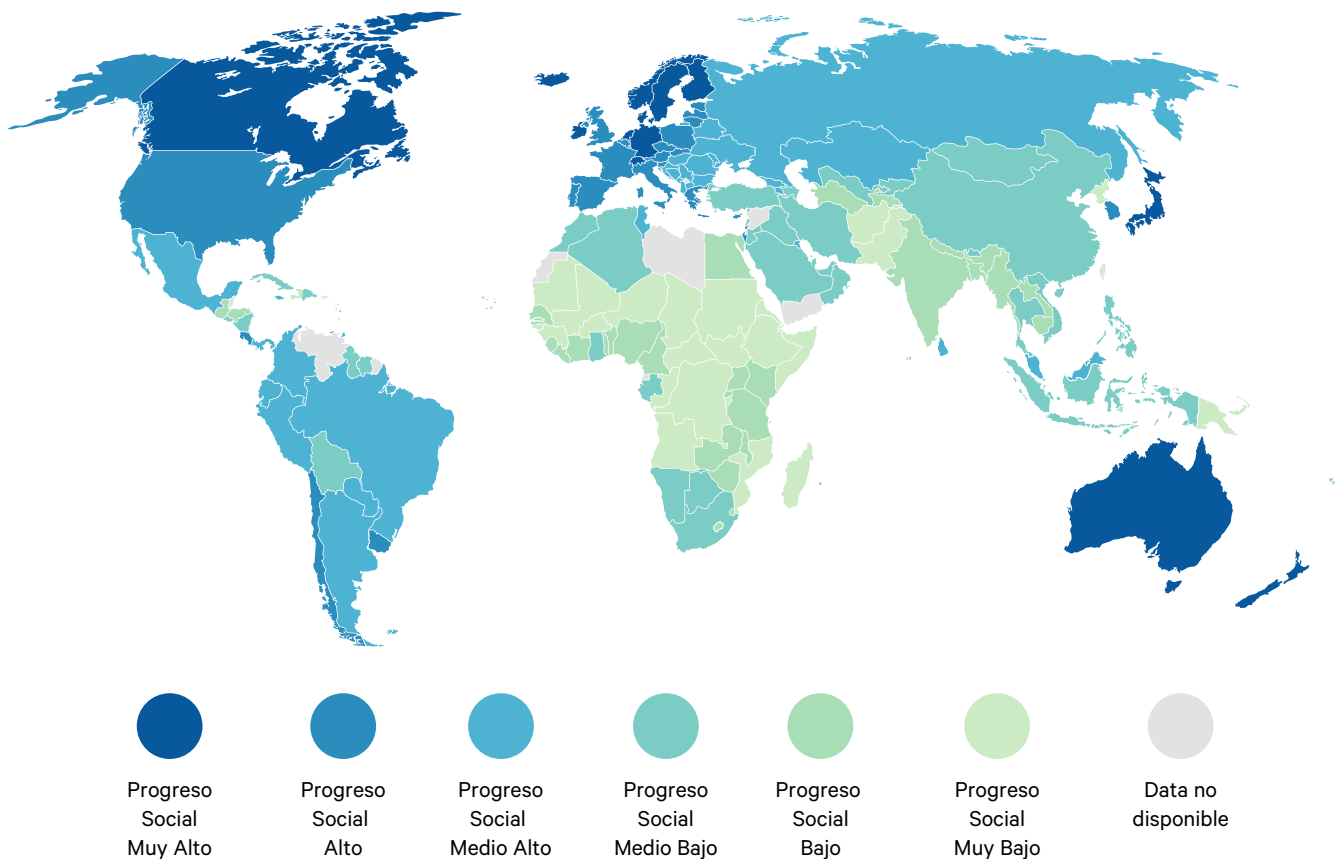 Progreso
Social
Muy Alto
Progreso
Social
Alto
Progreso
Social
Medio Alto
Progreso
Social
Medio Bajo
Progreso
Social
Bajo
Progreso
Social
Muy Bajo
Data no
disponible